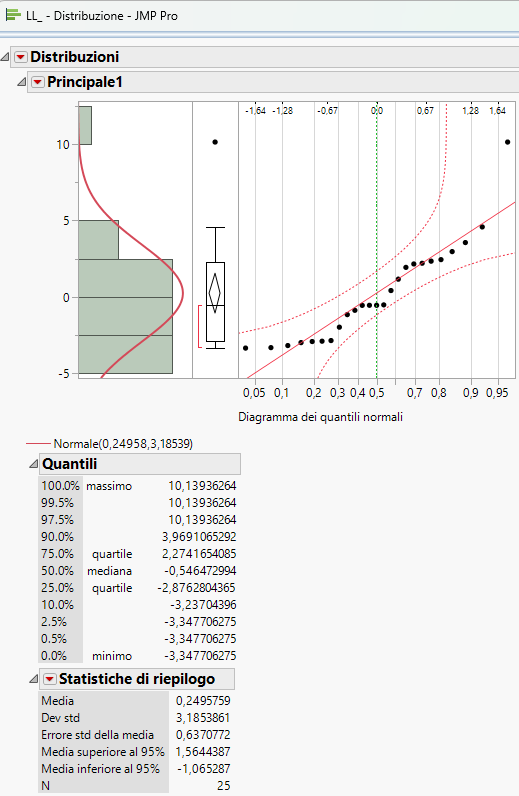 LL_ - Distribuzione - JMP Pro
Distribuzioni
Principale1
-1,64 -1,28 -0,67 0,0 0,67 1,28 1,64
10
5
0
-5
0,05 0,1 0,2 0,3 0,4 0,5 0,7 0,8 0,9 0,95
Diagramma dei quantili normali
Normale(0,24958,3,18539)
Quantili
100.0% massimo 10,13936264
99.5% 10,13936264
97.5% 10,13936264
90.0% 3,9691065292
75.0% quartile 2,2741654085
50.0% mediana -0,546472994
25.0% quartile -2,8762804365
10.0% -3,23704396
2.5% -3,347706275
0.5% -3,347706275
0.0% minimo -3,347706275
Statistiche di riepilogo
Media 0,2495759
Dev std 3,1853861
Errore std della media 0,6370772
Media superiore al 95% 1,5644387
Media inferiore al 95% -1,065287
N 25